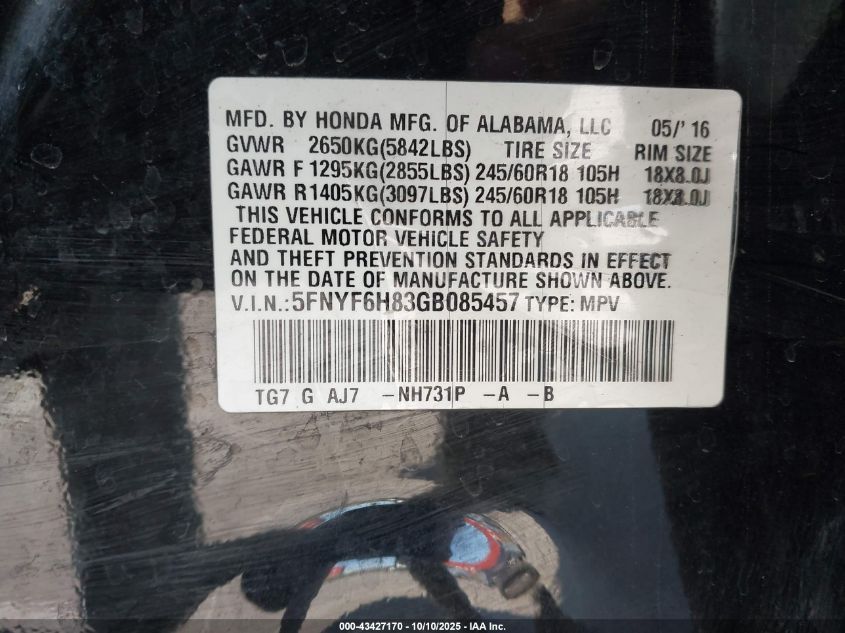 MFD. BY HONDA MFG. OF ALABAMA, LLC 05/'16
GVWR 2650KG(5842LBS) TIRE SIZE RIM SIZE
GAWR F 1295KG(2855LBS) 245/60R18 105H 18X8.0J
GAWR R 1405KG(3097LBS) 245/60R18 105H 18X8.0J
THIS VEHICLE CONFORMS TO ALL APPLICABLE
FEDERAL MOTOR VEHICLE SAFETY
AND THEFT PREVENTION STANDARDS IN EFFECT
ON THE DATE OF MANUFACTURE SHOWN ABOVE.
V.I.N.:5FNYF6H83GB085457 TYPE: MPV
TG7 G AJ7 -NH731P -A -B
000-43427170 - 10/10/2025 - IAA Inc.